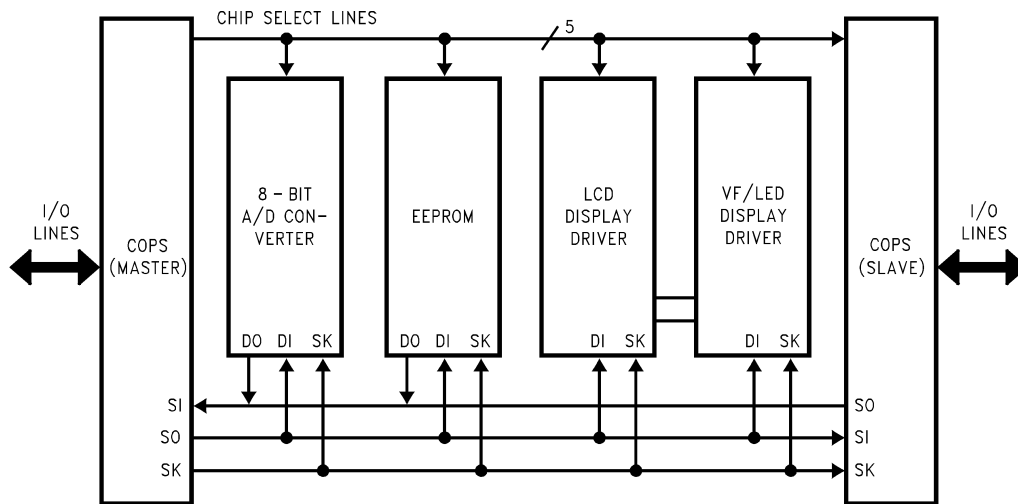 CHIP SELECT LINES
5
I/O
LINES
COPS
(MASTER)
8-BIT
A/D CON-
VERTER
EEPROM
LCD
DISPLAY
DRIVER
VF/LED
DISPLAY
DRIVER
COPS
(SLAVE)
I/O
LINES
DO DI SK
DO DI SK
DI SK
DI SK
SI
SO
SO
SI
SK
SK